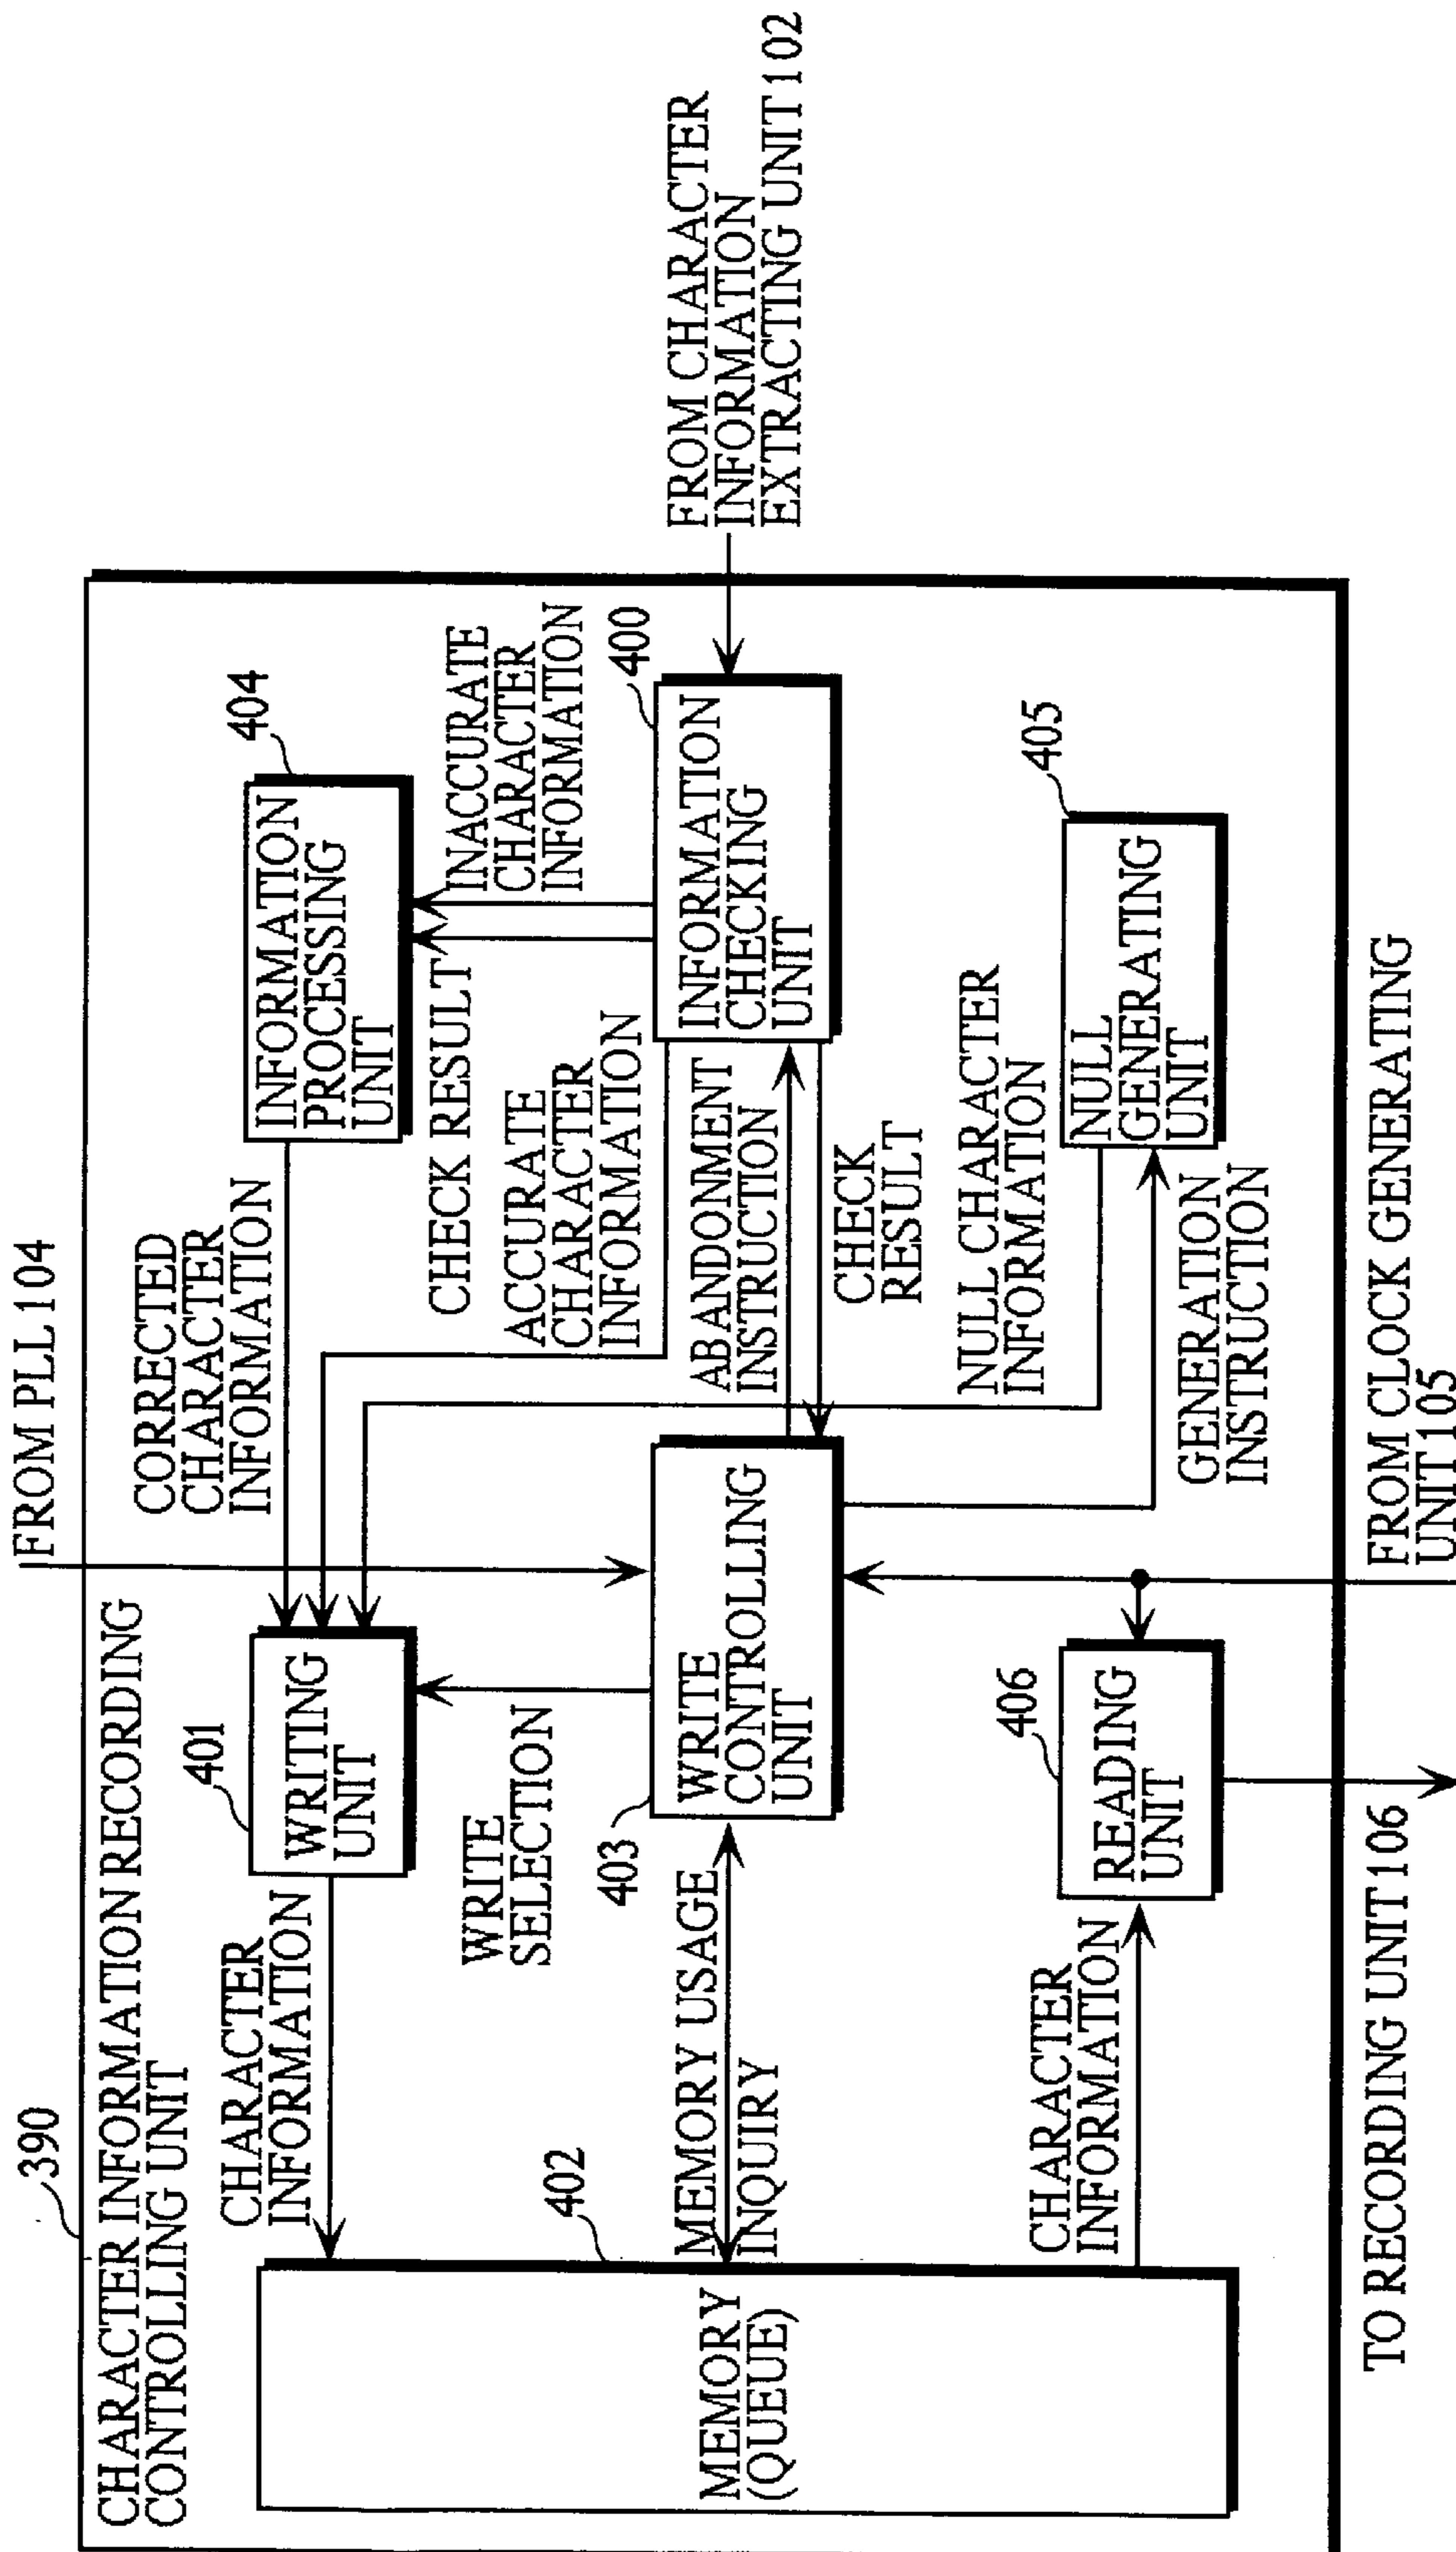 390
CHARACTER INFORMATION RECORDING
CONTROLLING UNIT
FROM PLL 104
CORRECTED
CHARACTER
INFORMATION
404
INFORMATION
PROCESSING
UNIT
401
WRITING
UNIT
CHARACTER
INFORMATION
CHECK RESULT
INACCURATE
CHARACTER
INFORMATION
WRITE
SELECTION
ACCURATE
CHARACTER
INFORMATION
400
INFORMATION
CHECKING
UNIT
FROM CHARACTER
INFORMATION
EXTRACTING UNIT 102
402
MEMORY
(QUEUE)
MEMORY USAGE
INQUIRY
403
WRITE
CONTROLLING
UNIT
ABANDONMENT
INSTRUCTION
CHECK
RESULT
NULL CHARACTER
INFORMATION
405
NULL
GENERATING
UNIT
GENERATION
INSTRUCTION
CHARACTER
INFORMATION
406
READING
UNIT
TO RECORDING UNIT 106
FROM CLOCK GENERATING
UNIT 105